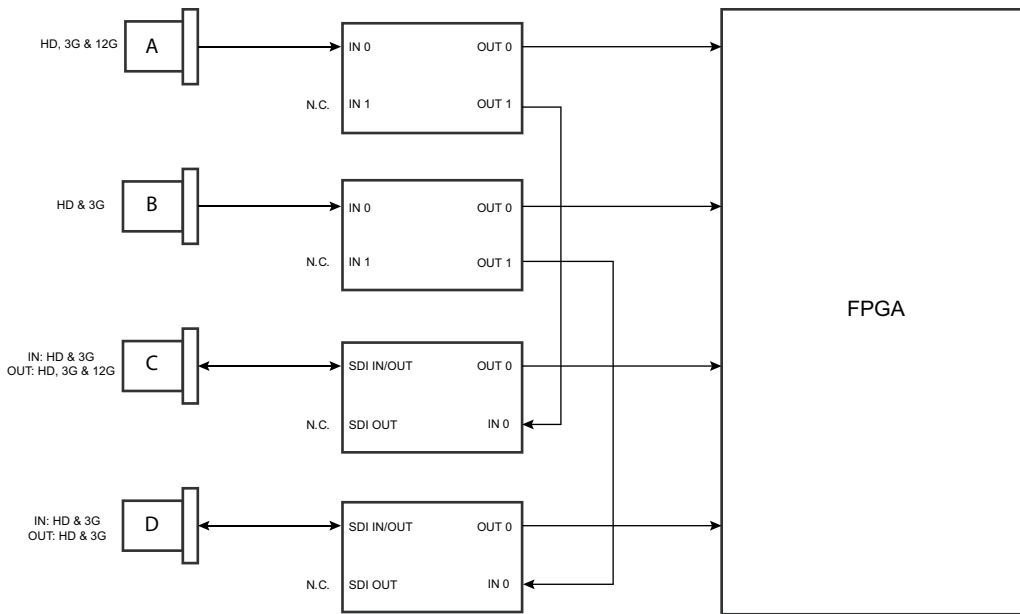 HD, 3G & 12G
A
IN 0
OUT 0
N.C.
IN 1
OUT 1
HD & 3G
B
IN 0
OUT 0
N.C.
IN 1
OUT 1
FPGA
IN: HD & 3G
OUT: HD, 3G & 12G
C
SDI IN/OUT
OUT 0
N.C.
SDI OUT
IN 0
IN: HD & 3G
OUT: HD & 3G
D
SDI IN/OUT
OUT 0
N.C.
SDI OUT
IN 0